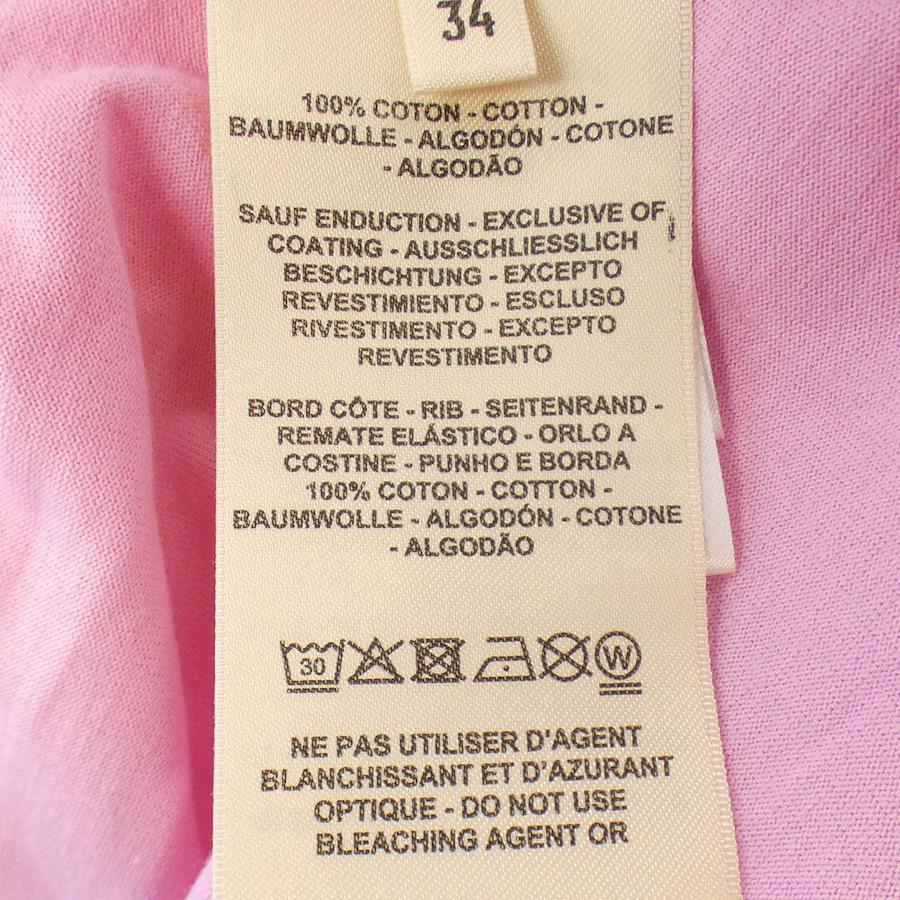 34
100% COTON - COTTON -
BAUMWOLLE - ALGODÓN - COTONE
- ALGODÃO
SAUF ENDUCTION - EXCLUSIVE OF
COATING - AUSSCHLIESSLICH
BESCHICHTUNG - EXCEPTO
REVESTIMIENTO - ESCLUSO
RIVESTIMENTO - EXCEPTO
REVESTIMENTO
BORD CÔTE - RIB - SEITENRAND -
REMATE ELÁSTICO - ORLO A
COSTINE - PUNHO E BORDA
100% COTON - COTTON -
BAUMWOLLE - ALGODÓN - COTONE
- ALGODÃO
30 W
NE PAS UTILISER D'AGENT
BLANCHISSANT ET D'AZURANT
OPTIQUE - DO NOT USE
BLEACHING AGENT OR